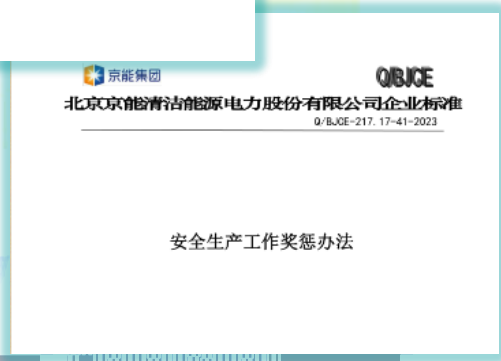 京能集团
Q/BJCE
北京京能清洁能源电力股份有限公司企业标准
Q/BJCE-217.17-41-2023
安全生产工作奖惩办法